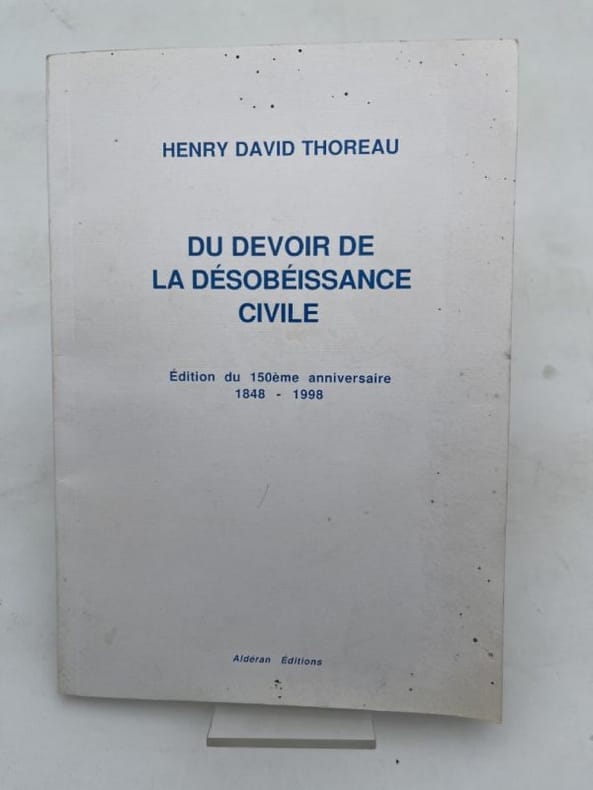 HENRY DAVID THOREAU
DU DEVOIR DE
LA DÉSOBÉISSANCE
CIVILE
Édition du 150ème anniversaire
1848 - 1998
Aldéran Éditions